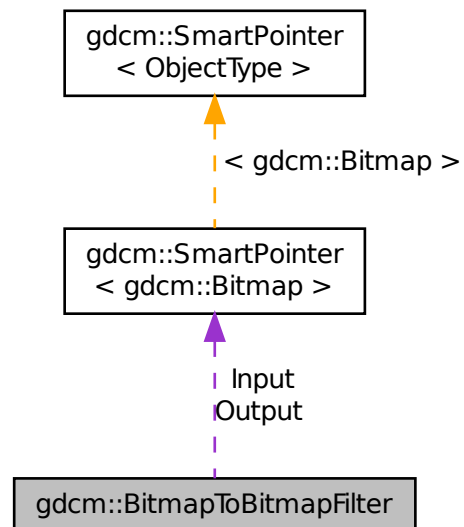 gdcm::SmartPointer
< ObjectType >
< gdcm::Bitmap >
gdcm::SmartPointer
< gdcm::Bitmap >
Input
Output
gdcm::BitmapToBitmapFilter